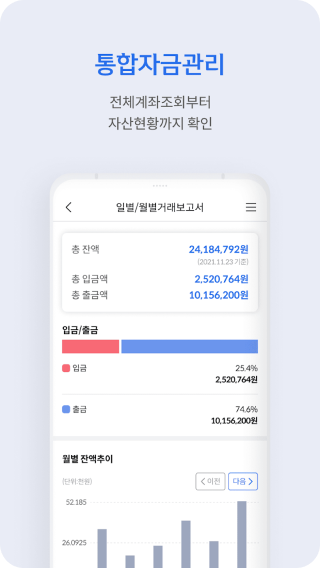 통합자금관리
전체계좌조회부터
자산현황까지 확인
일별/월별거래보고서
총 잔액 24,184,792원
(2021.11.23 기준)
총 입금액 2,520,764원
총 출금액 10,156,200원
입금/출금
입금 25.4%
2,520,764원
출금 74.6%
10,156,200원
월별 잔액추이
(단위:천원) 이전 다음
52.185
26.0925